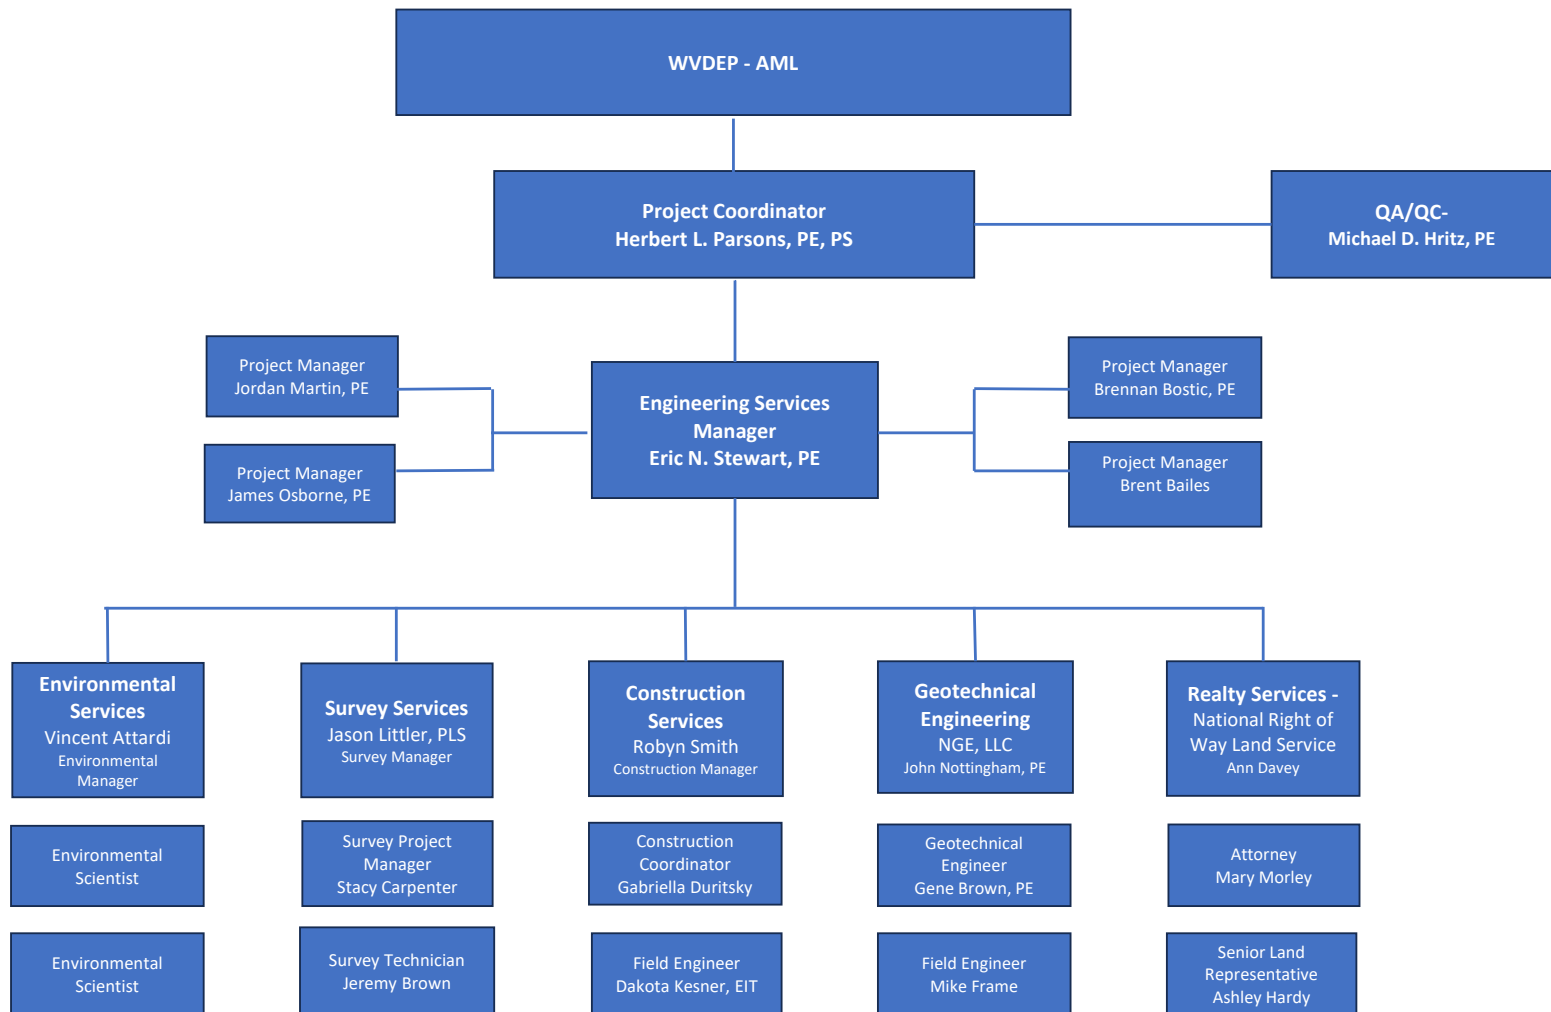 WVDEP - AML
Project Coordinator
Herbert L. Parsons, PE, PS
QA/QC-
Michael D. Hritz, PE
Project Manager
Jordan Martin, PE
Project Manager
James Osborne, PE
Engineering Services
Manager
Eric N. Stewart, PE
Project Manager
Brennan Bostic, PE
Project Manager
Brent Bailes
Environmental
Services
Vincent Attardi
Environmental
Manager
Survey Services
Jason Littler, PLS
Survey Manager
Construction
Services
Robyn Smith
Construction Manager
Geotechnical
Engineering
NGE, LLC
John Nottingham, PE
Realty Services -
National Right of
Way Land Service
Ann Davey
Environmental
Scientist
Survey Project
Manager
Stacy Carpenter
Construction
Coordinator
Gabriella Duritsky
Geotechnical
Engineer
Gene Brown, PE
Attorney
Mary Morley
Environmental
Scientist
Survey Technician
Jeremy Brown
Field Engineer
Dakota Kesner, EIT
Field Engineer
Mike Frame
Senior Land
Representative
Ashley Hardy